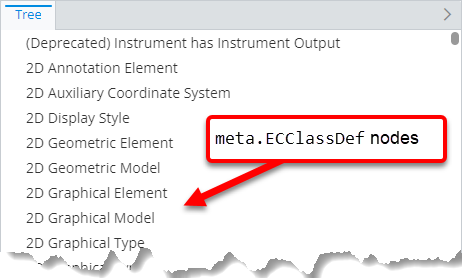 Tree
(Deprecated) Instrument has Instrument Output
2D Annotation Element
2D Auxiliary Coordinate System
2D Display Style
2D Geometric Element
meta.ECClassDef nodes
2D Geometric Model
2D Graphical Element
2D Graphical Model
2D Graphical Type